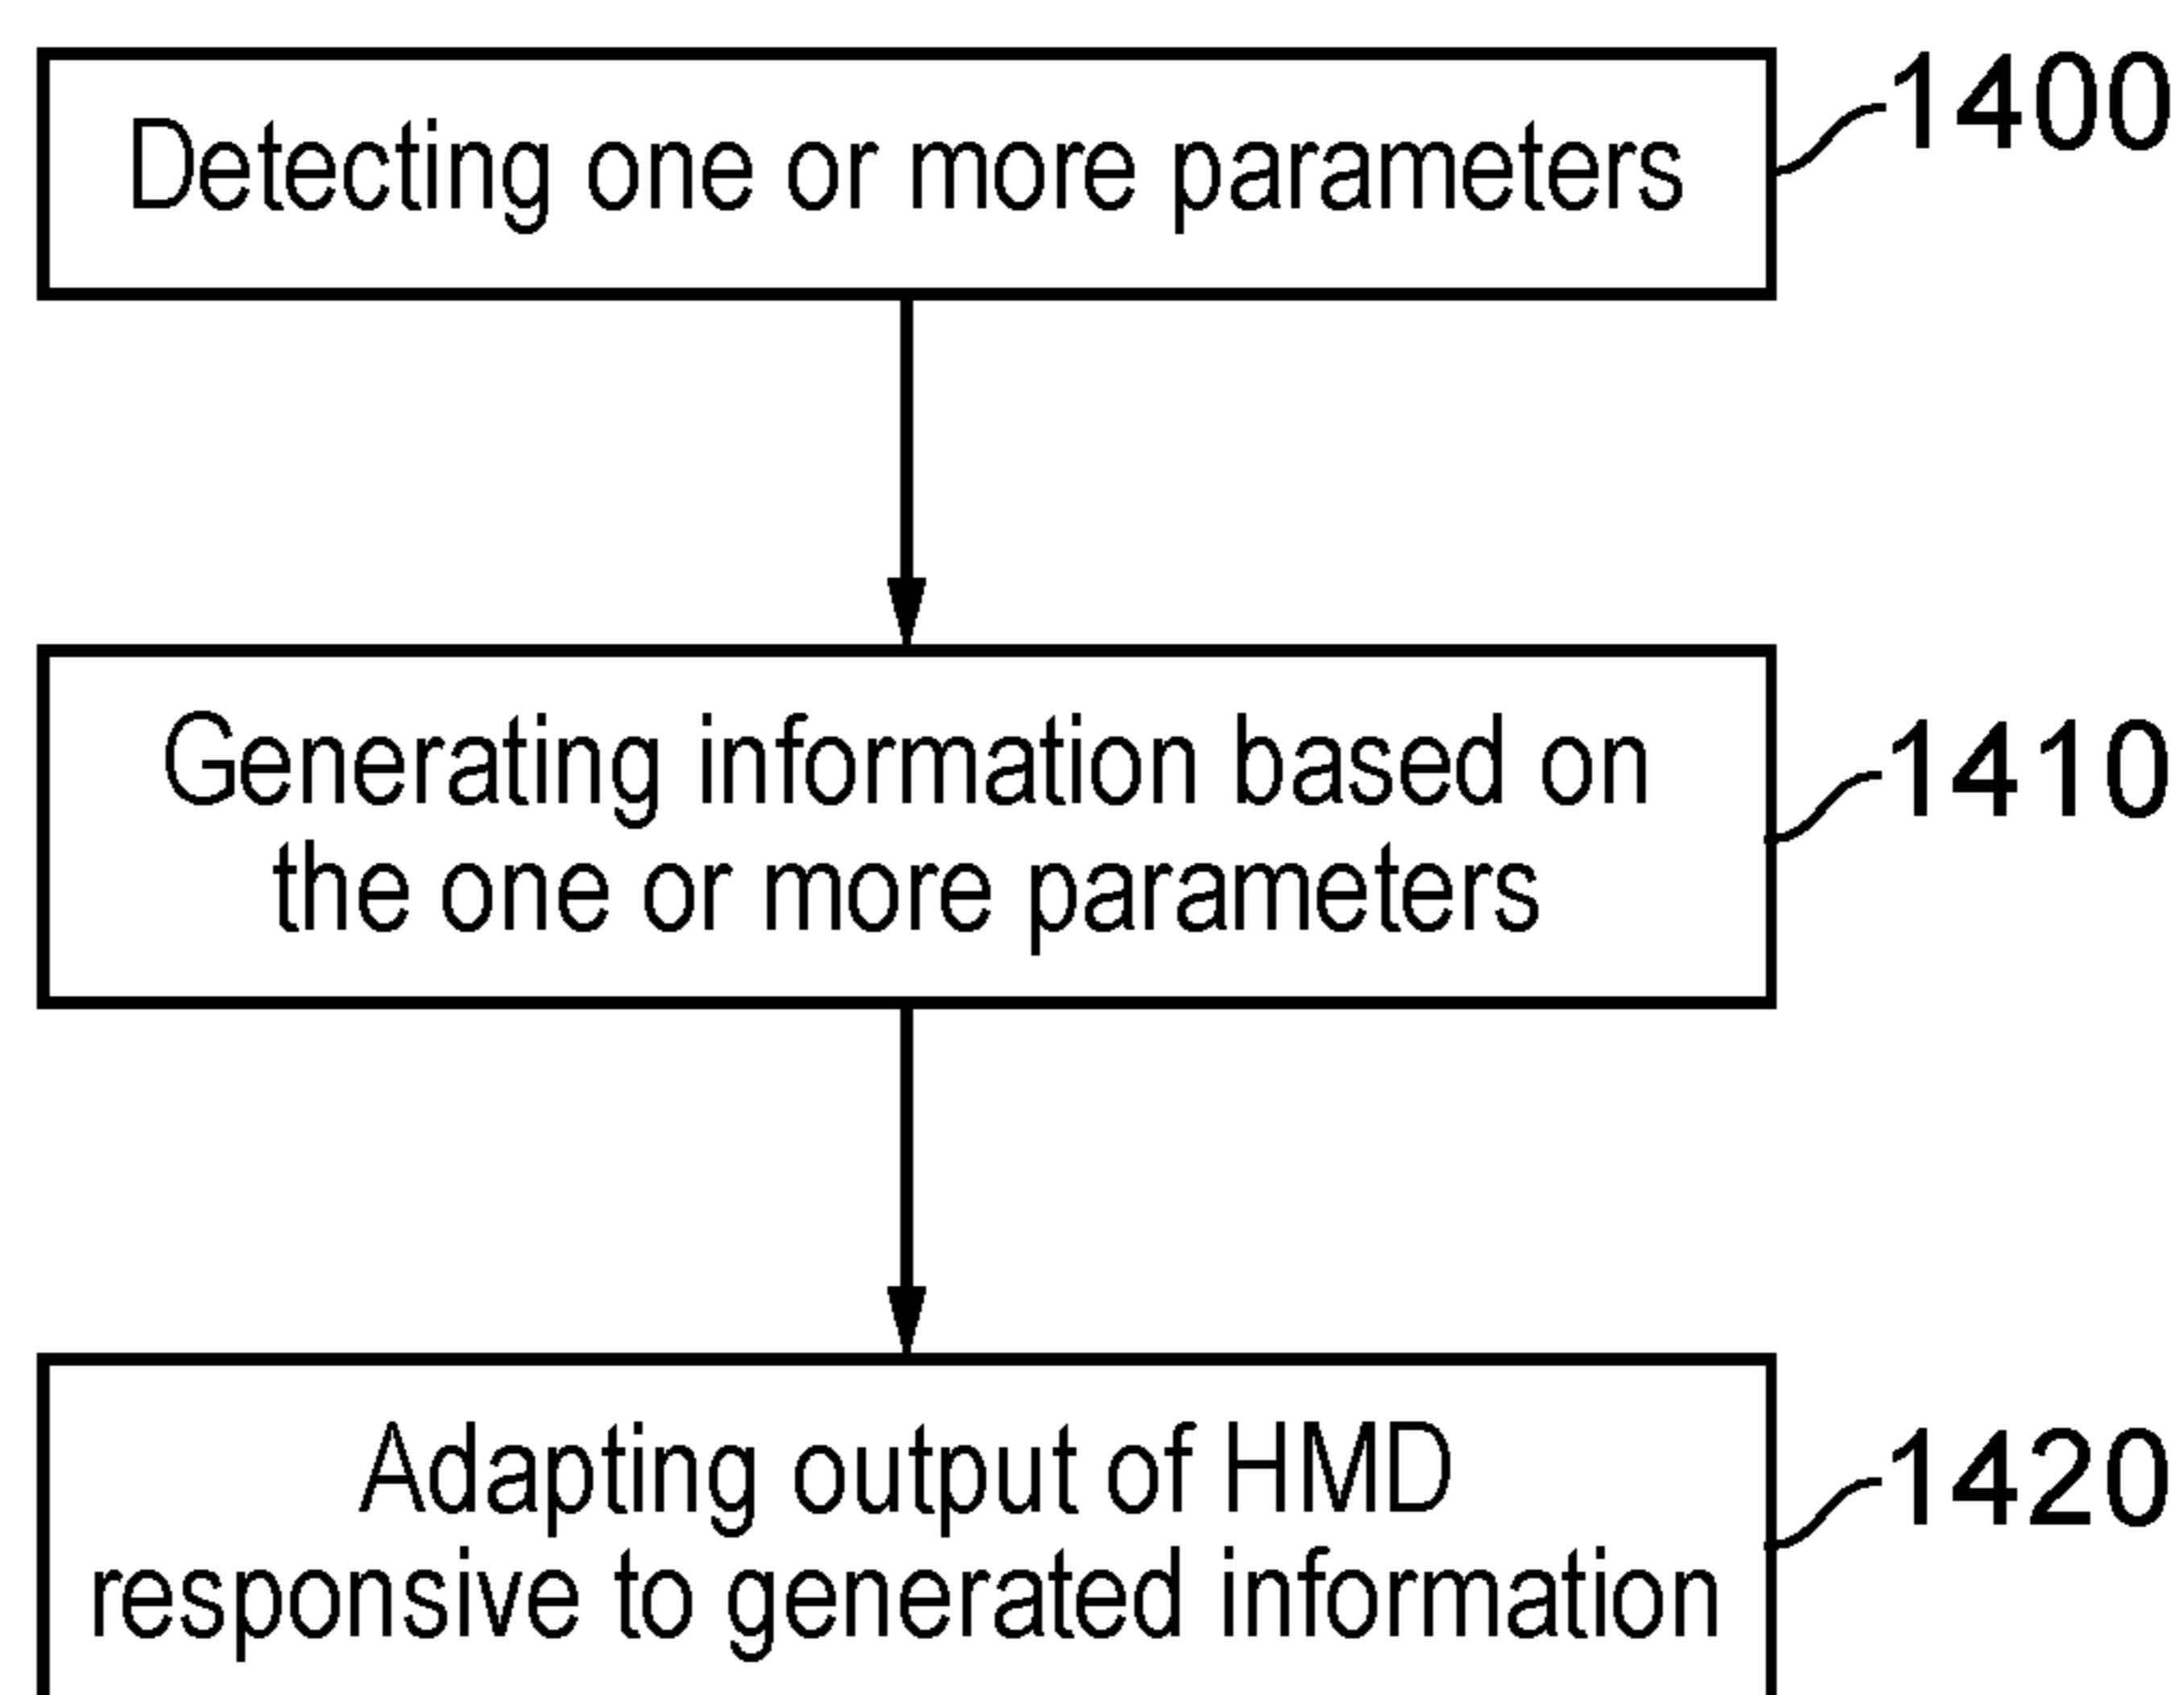 Detecting one or more parameters
1400
Generating information based on
the one or more parameters
1410
Adapting output of HMD
responsive to generated information
1420